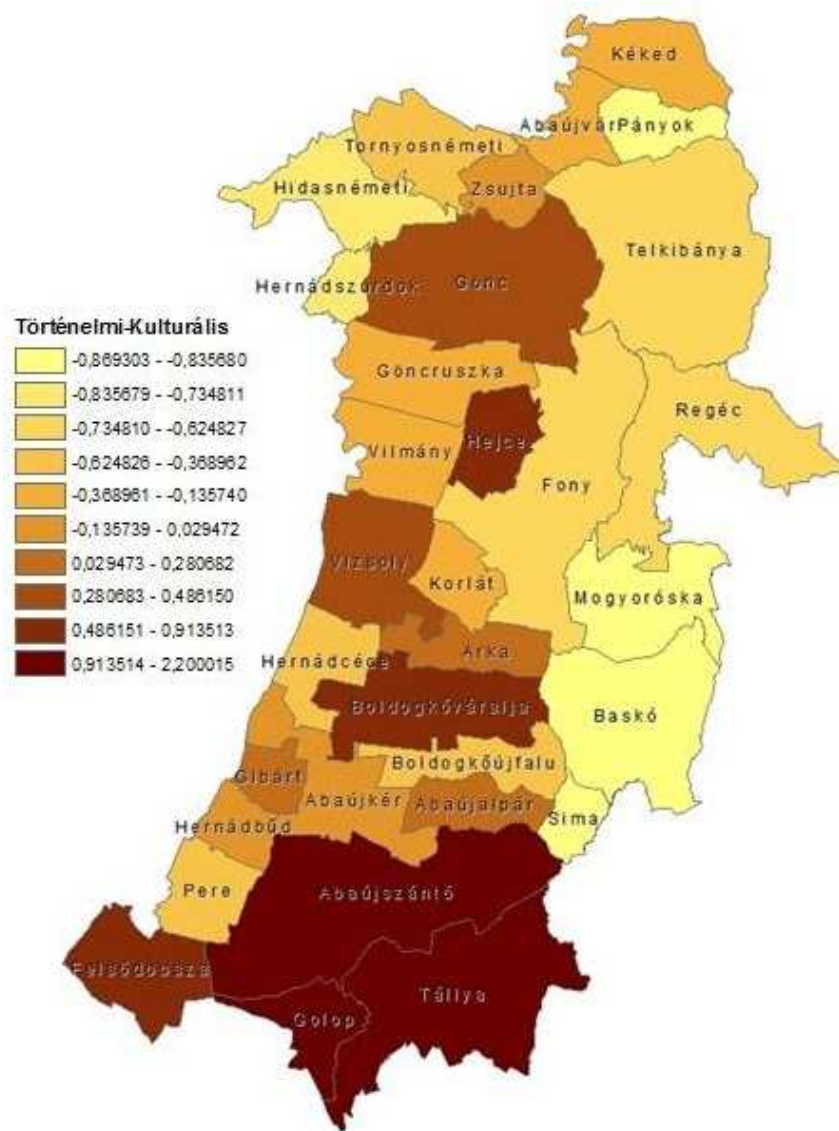 Kéked
Abaújvár
Pányok
Tornyosnémeti
Hidasnémeti
Zsujta
Telkibánya
Hernádszurdok
Gönc
Történelmi-Kulturális
-0,869303 - -0,835680
-0,835679 - -0,734811
-0,734810 - -0,624827
-0,624826 - -0,368962
-0,368961 - -0,135740
-0,135739 - 0,029472
0,029473 - 0,280682
0,280683 - 0,486150
0,486151 - 0,913513
0,913514 - 2,200015
Göncruszka
Regéc
Hejce
Vilmány
Fony
Vizsoly
Korlát
Mogyoróska
Arka
Hernádcéce
Boldogkőváralja
Baskó
Boldogkőújfalu
Gibárt
Abaújkér
Abaújalpár
Sima
Hernádbűd
Pere
Abaújszántó
Felsődobsza
Tállya
Golop